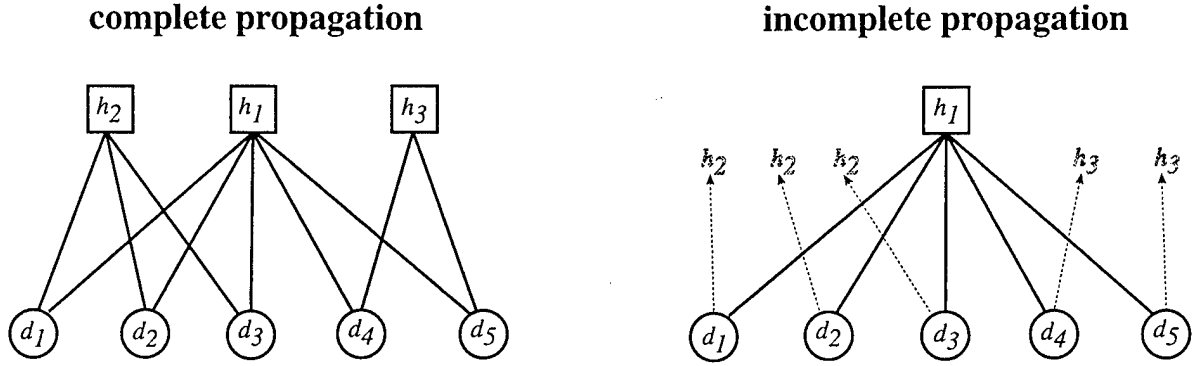 complete propagation incomplete propagation
h2 h1 h3 h1
h2 h2 h2 h3 h3
d1 d2 d3 d4 d5 d1 d2 d3 d4 d5